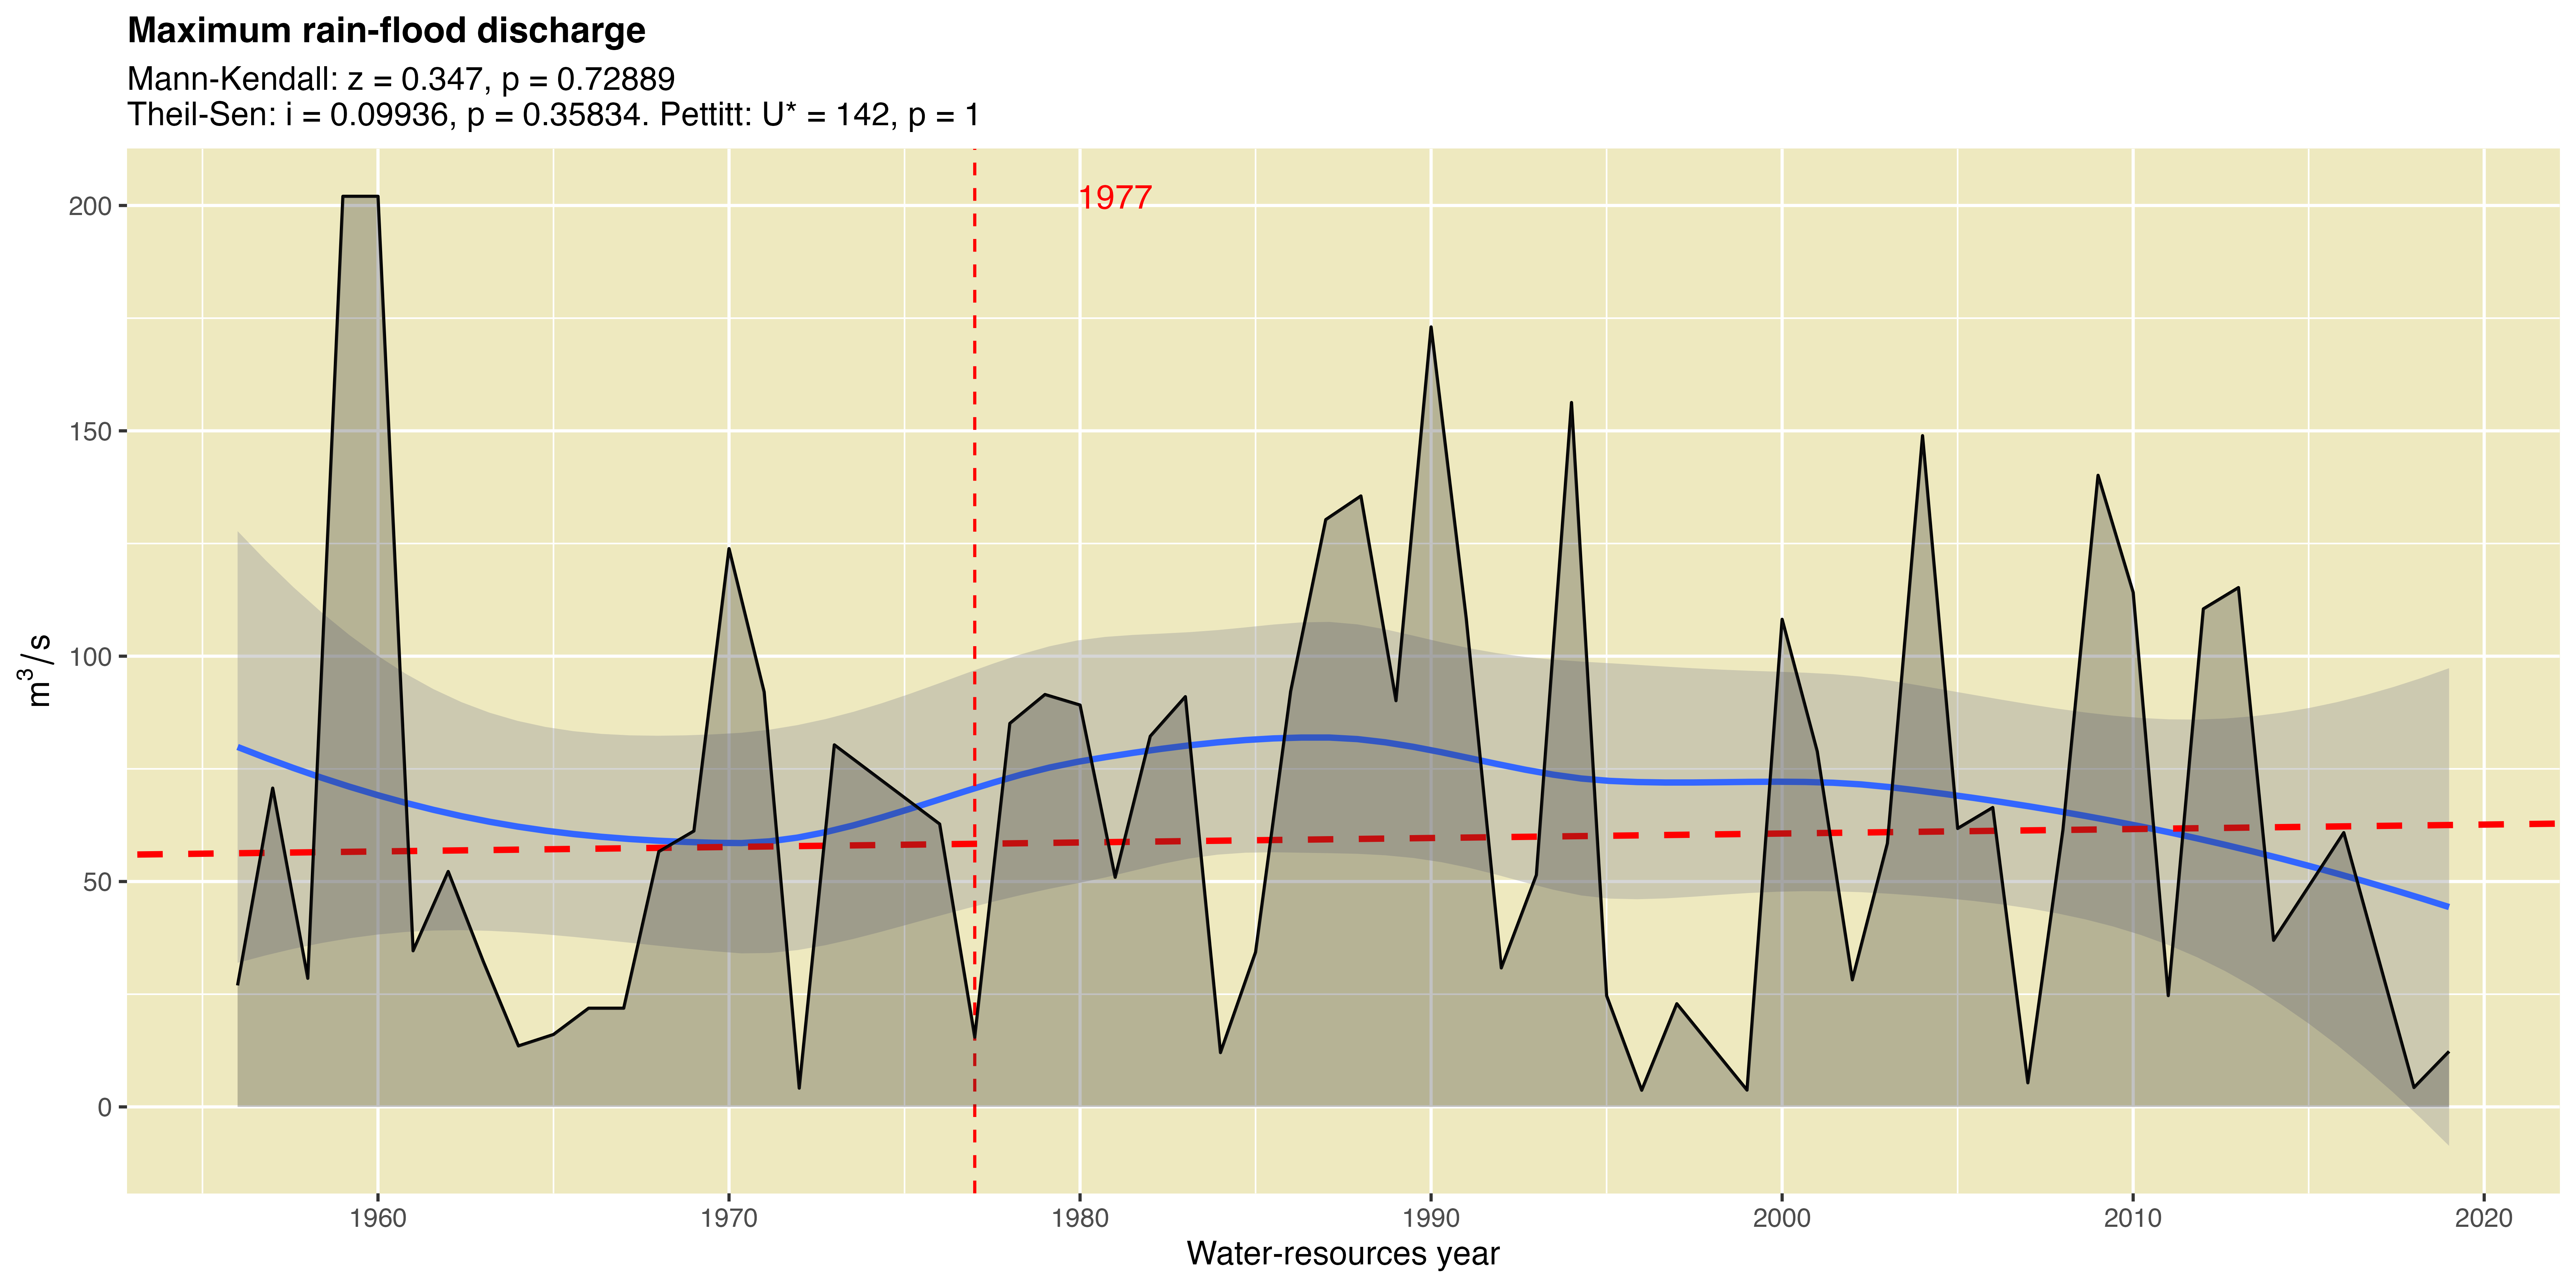 Maximum rain-flood discharge
Mann-Kendall: z = 0.347, p = 0.72889
Theil-Sen: i = 0.09936, p = 0.35834. Pettitt: U* = 142, p = 1
1977
200
150
100
50
0
m³/s
1960 1970 1980 1990 2000 2010 2020
Water-resources year